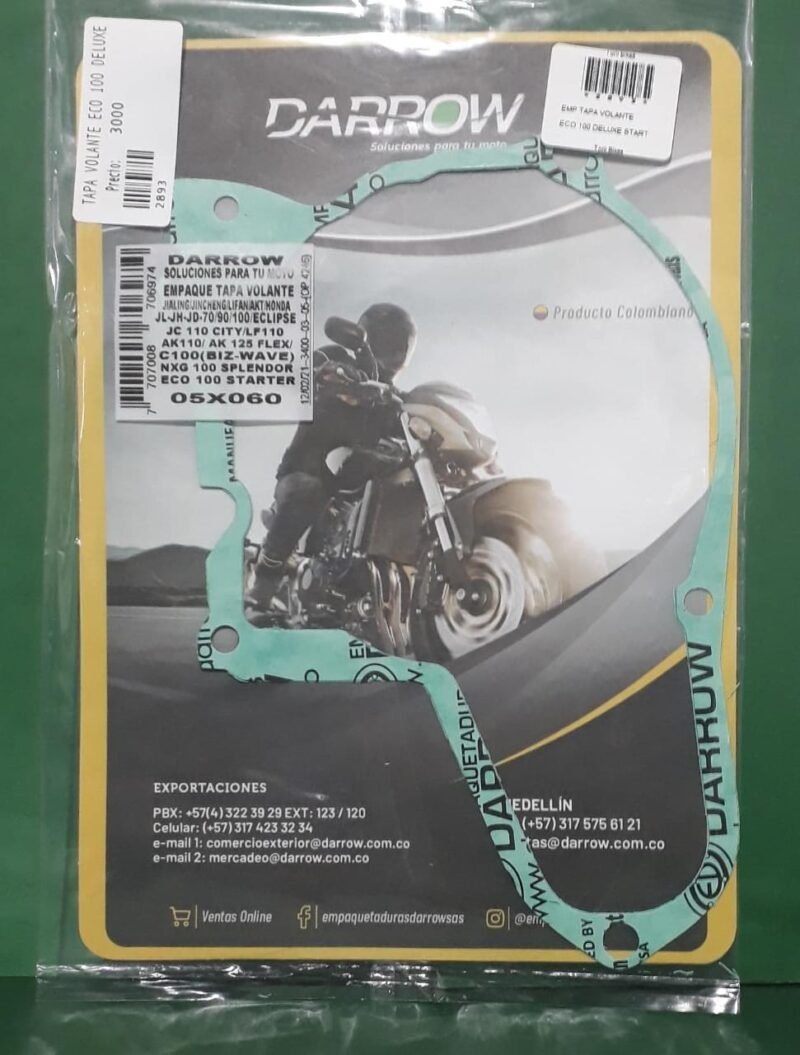 TAPA VOLANTE ECO 100 DELUXE
Precio: 3000
2893
DARROW
Soluciones para tu moto
EMP TAPA VOLANTE
ECO 100 DELUXE START
Producto Colombiano
DARROW
SOLUCIONES PARA TU MOTO
EMPAQUE TAPA VOLANTE
JIALING/JINCHENG/LIFAN/AKT/HONDA
JL-JH-JD-70/90/100/ECLIPSE
JC 110 CITY/LF110
AK110/ AK 125 FLEX/
C100(BIZ-WAVE)
NXG 100 SPLENDOR
ECO 100 STARTER
05X060
7 707008 706974
DARROW
EXPORTACIONES
PBX: +57(4) 322 39 29 EXT: 123 / 120
Celular: (+57) 317 423 32 34
e-mail 1: comercioexterior@darrow.com.co
e-mail 2: mercadeo@darrow.com.co
EDELLÍN
(+57) 317 575 61 21
tas@darrow.com.co
Ventas Online
empaquetadurasdarrowsas
@em